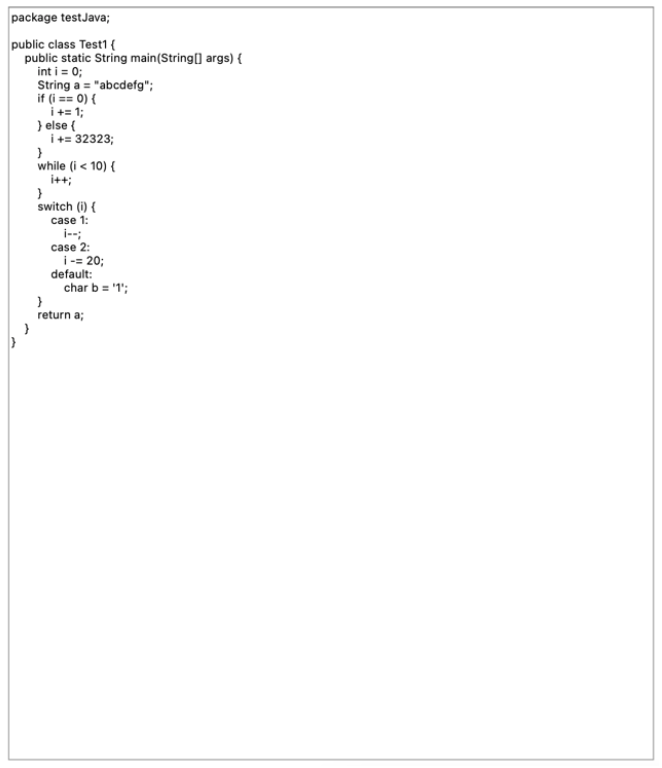 package testJava;

public class Test1 {
  public static String main(String[] args) {
    int i = 0;
    String a = "abcdefg";
    if (i == 0) {
      i += 1;
    } else {
      i += 32323;
    }
    while (i < 10) {
      i++;
    }
    switch (i) {
      case 1:
        i--;
      case 2:
        i -= 20;
      default:
        char b = '1';
    }
    return a;
  }
}